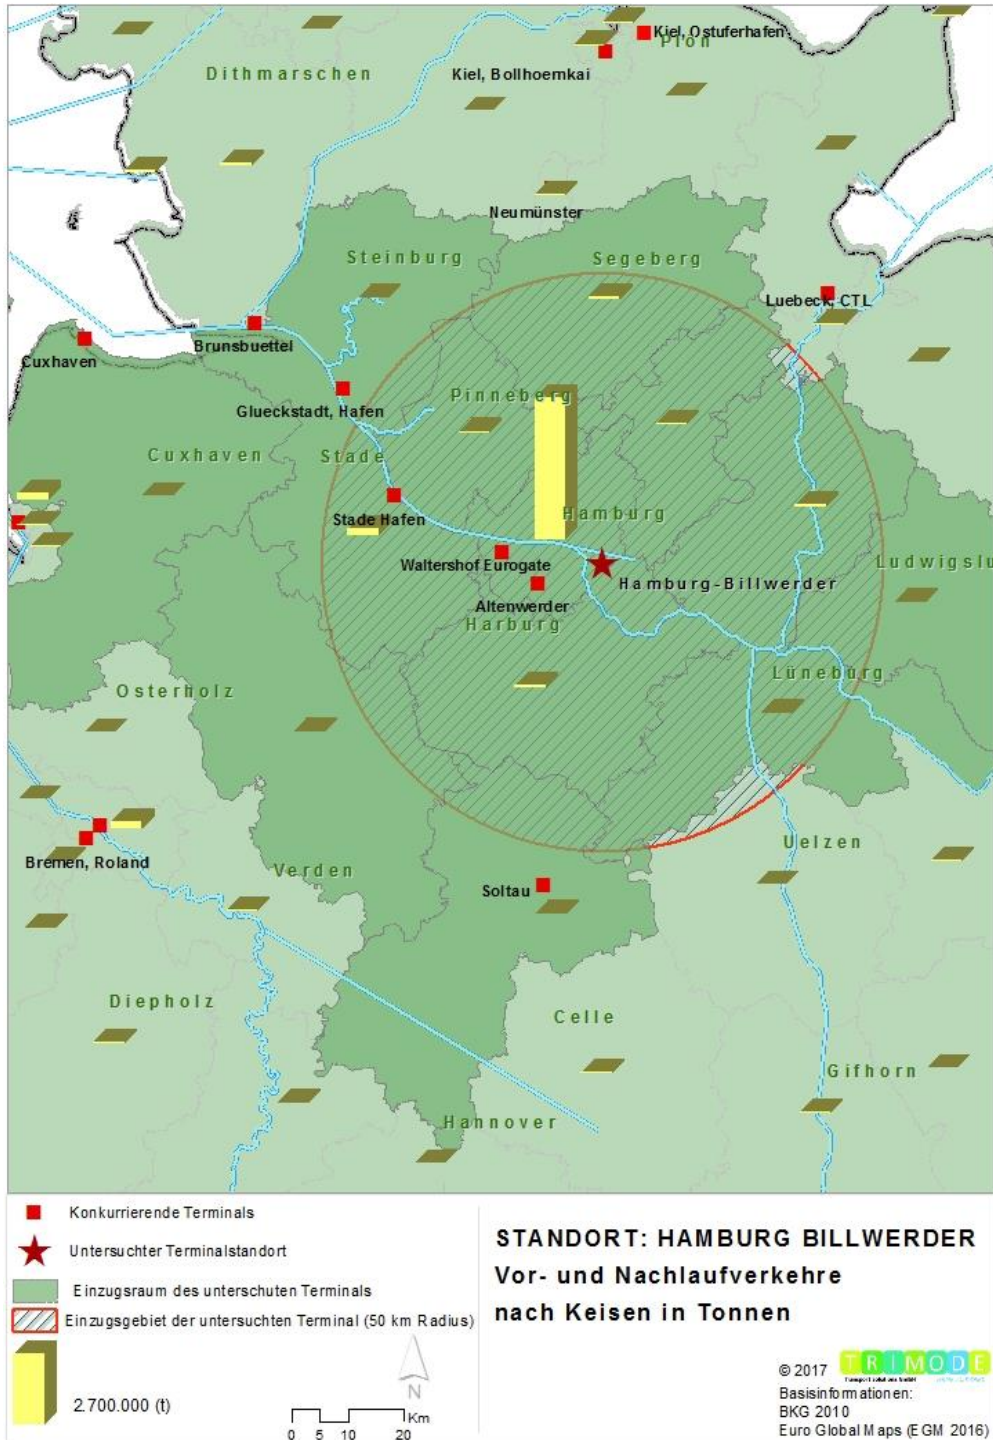 Kiel, Ostuferhafen
Plön
Kiel, Bollhoernkai
Dithmarschen
Neumünster
Steinburg
Segeberg
Luebeck, CTL
Brunsbuettel
Cuxhaven
Pinneberg
Glueckstadt, Hafen
Cuxhaven
Stade
Stade Hafen
Hamburg
Waltershof Eurogate
Ludwigslu
Hamburg-Billwerder
Altenwerder
Harburg
Lüneburg
Osterholz
Uelzen
Bremen, Roland
Verden
Soltau
Diepholz
Celle
Gifhorn
Hannover
Konkurrierende Terminals
Untersuchter Terminalstandort
Einzugsraum des unterschuten Terminals
Einzugsgebiet der untersuchten Terminal (50 km Radius)
2.700.000 (t)
N
Km
0 5 10 20
STANDORT: HAMBURG BILLWERDER
Vor- und Nachlaufverkehre
nach Keisen in Tonnen
© 2017 TRIMODE
Basisinformationen:
BKG 2010
Euro Global Maps (EGM 2016)